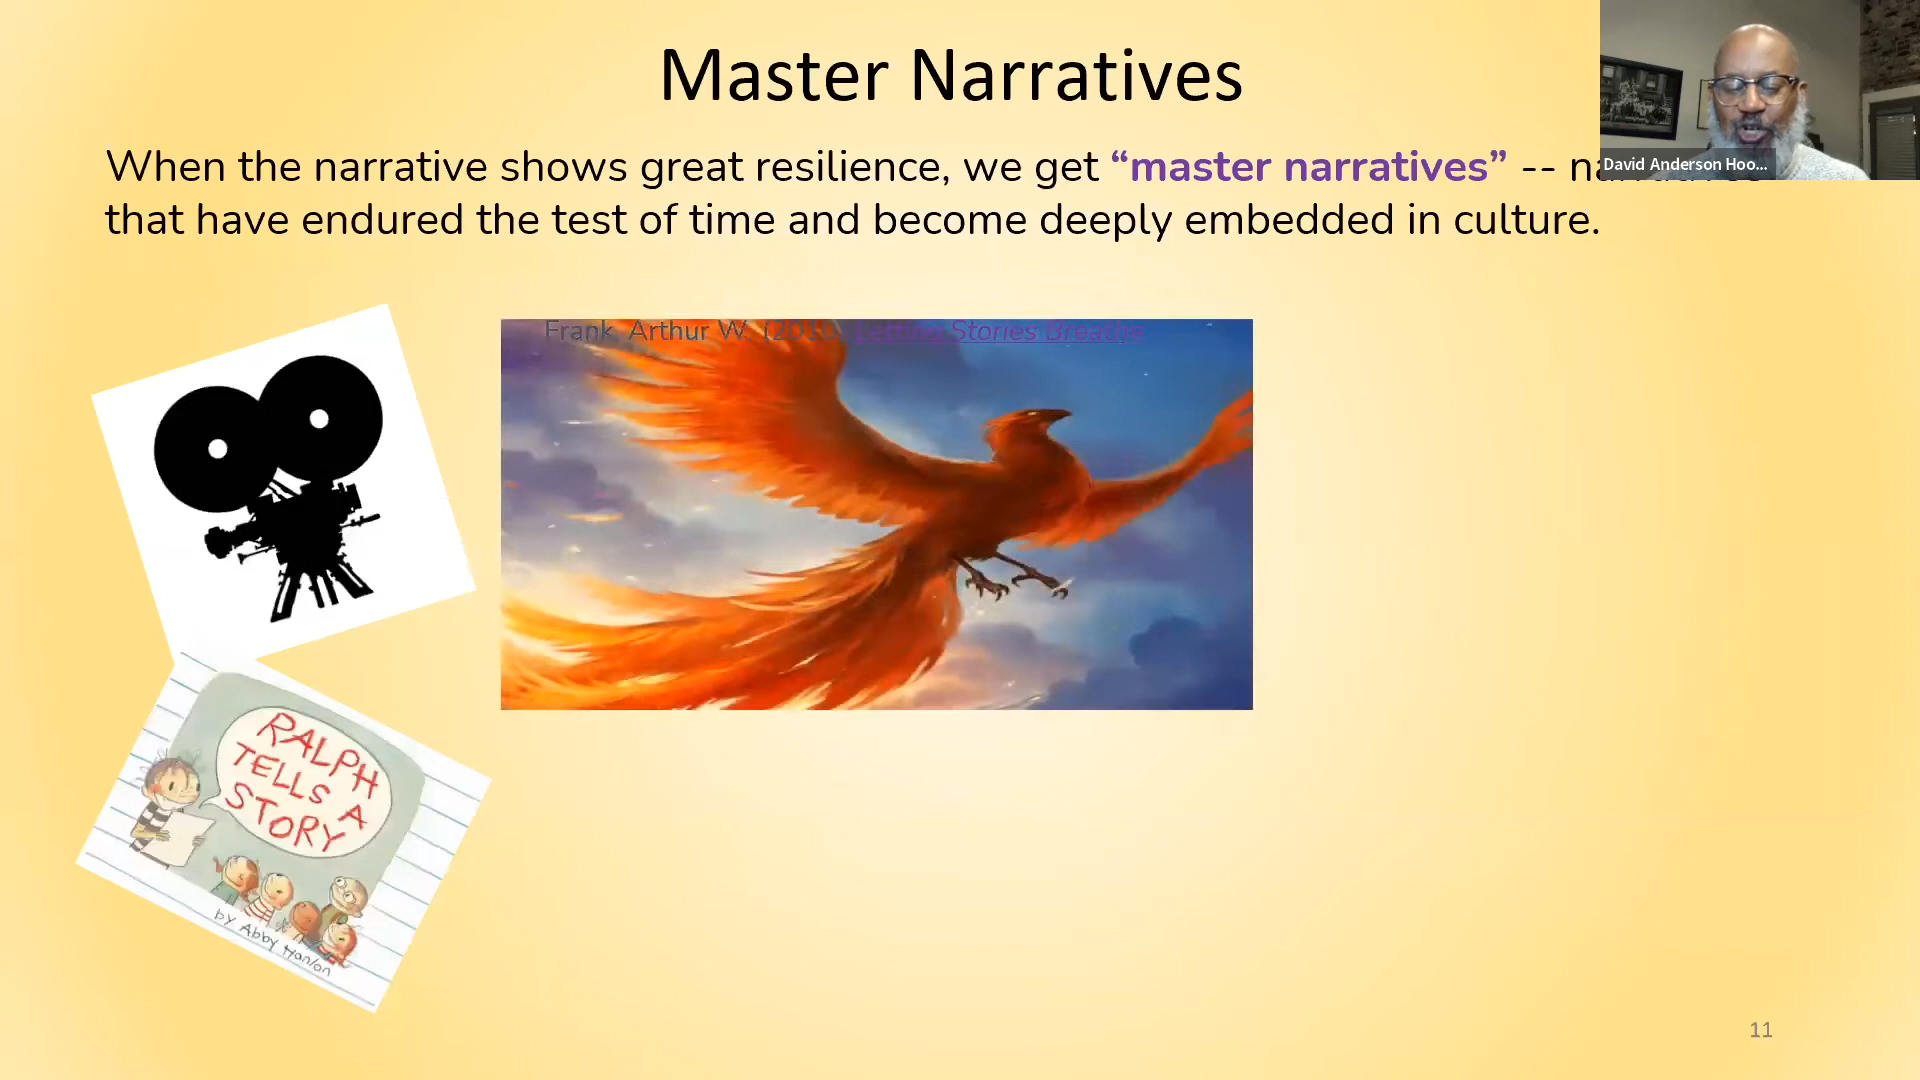 Master Narratives
When the narrative shows great resilience, we get “master narratives” -- narratives
that have endured the test of time and become deeply embedded in culture.
David Anderson Hoo...
Frank, Arthur W. (2010) Letting Stories Breathe
RALPH
TELLS A
STORY
by Abby Hanlon
11